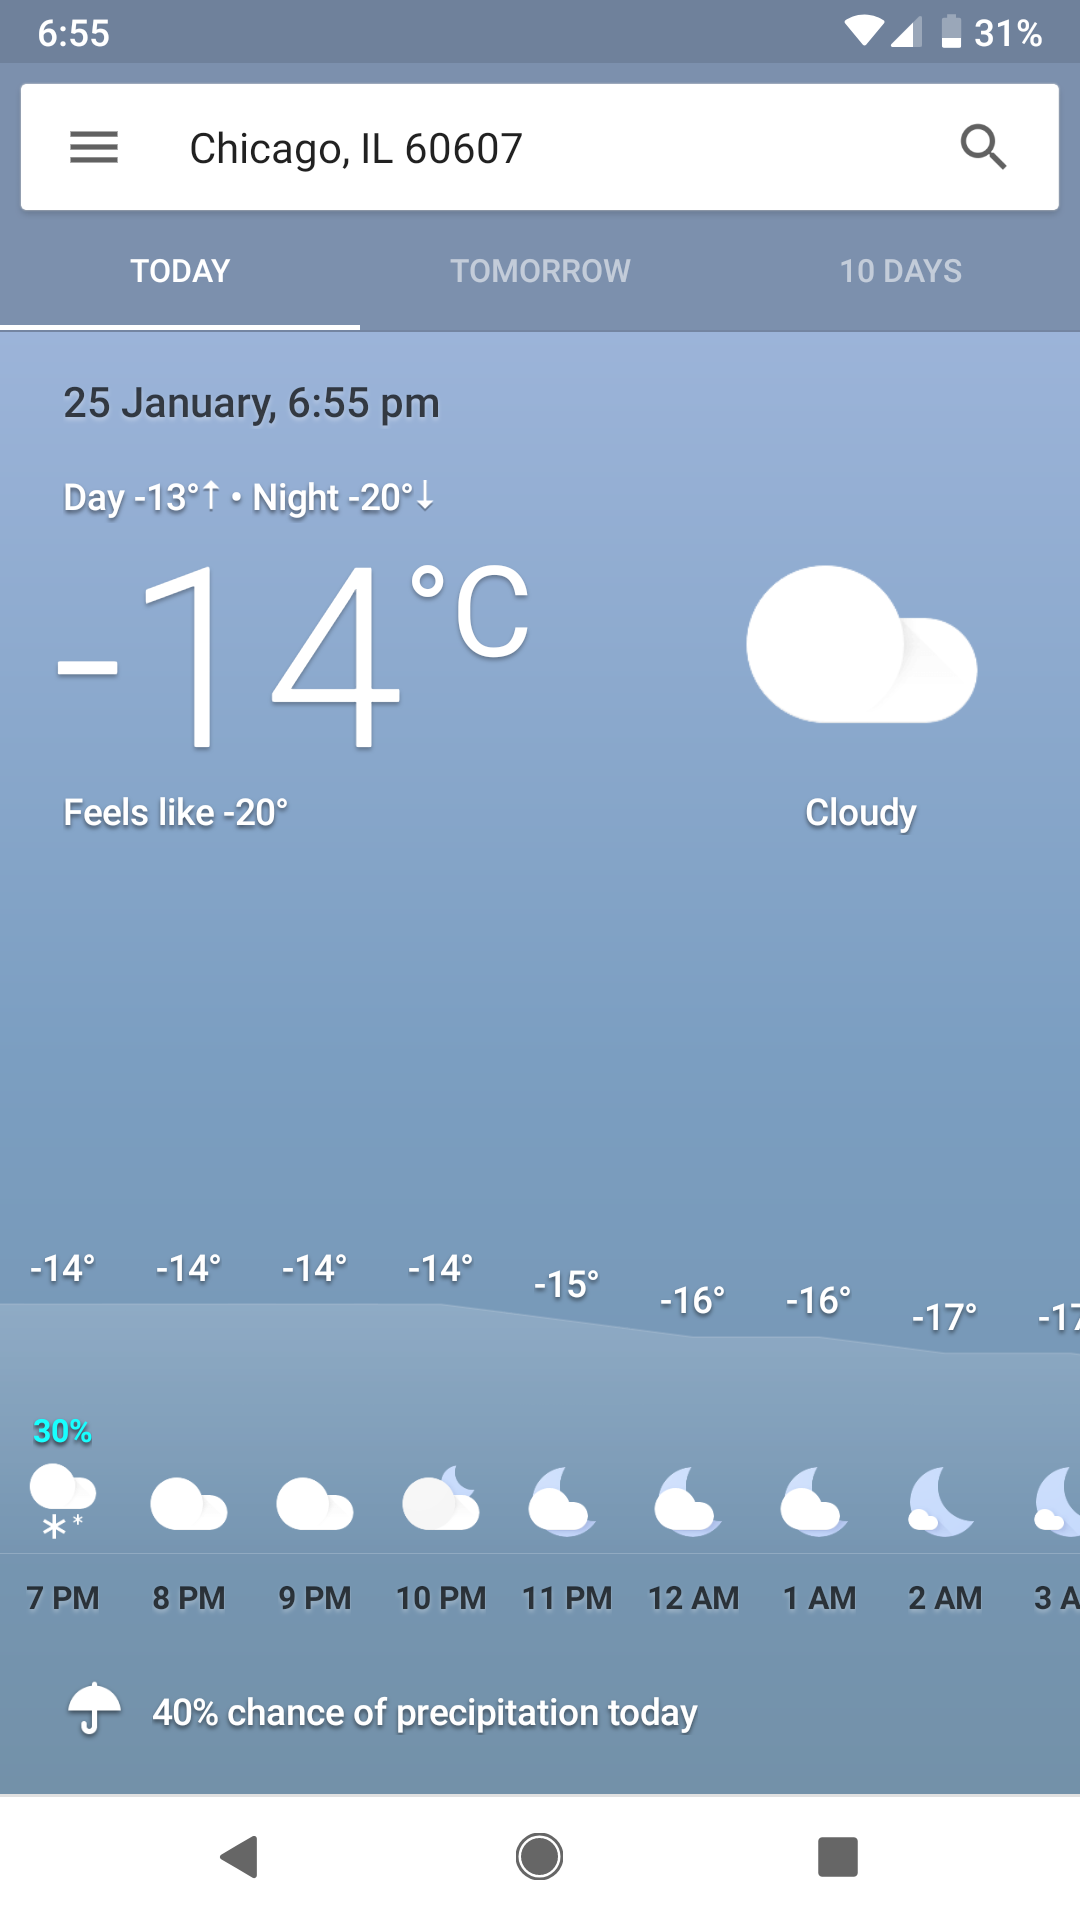 6:55 31%
Chicago, IL 60607
TODAY TOMORROW 10 DAYS
25 January, 6:55 pm
Day -13°↑ • Night -20°↓
-14°C
Feels like -20° Cloudy
-14° -14° -14° -14° -15° -16° -16° -17° -17
30%
7 PM 8 PM 9 PM 10 PM 11 PM 12 AM 1 AM 2 AM 3 A
40% chance of precipitation today